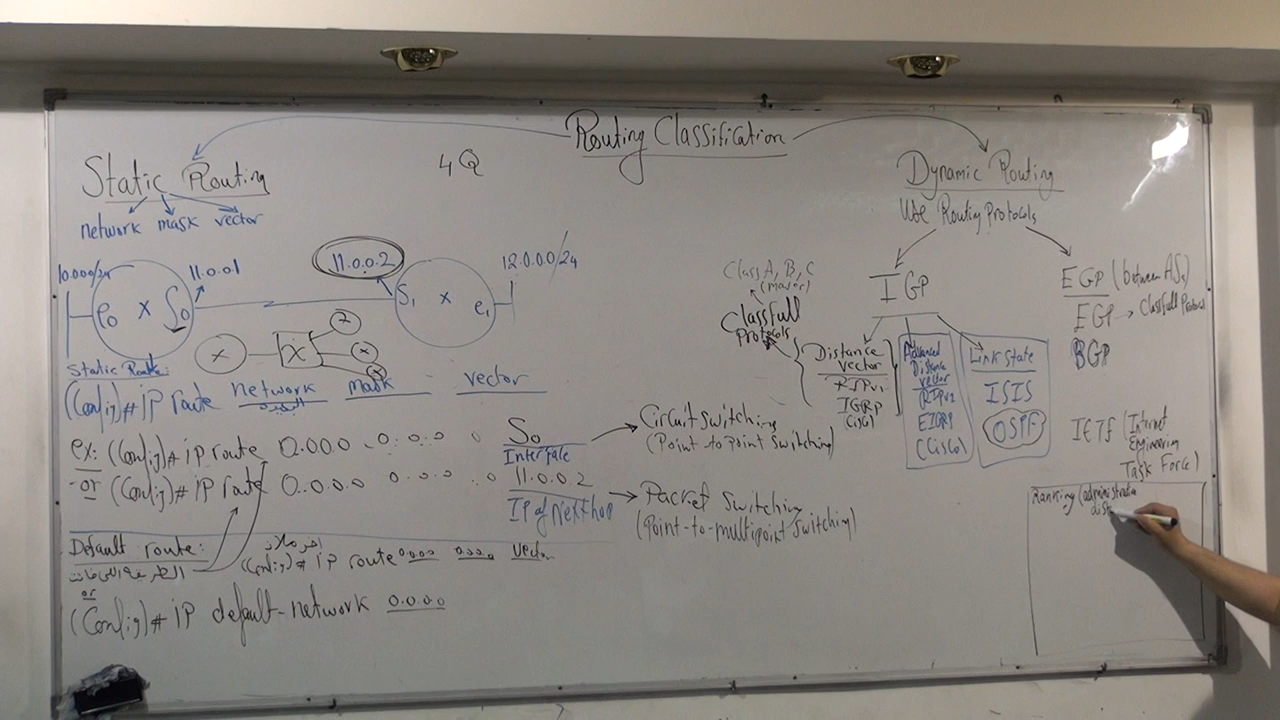 Routing Classification
Static Routing
network mask vector
4Q
10.0.0.0/24
11.0.0.1
11.0.0.2
12.0.0.0/24
e0 x S0
S1 x e1
x
x
2
x
x
Static Route:
(Config)# IP route network mask vector
ex: (Config)# ip route 0.0.0.0 0.0.0.0 S0
Interface
or (Config)# IP route 0.0.0.0 0.0.0.0 11.0.0.2
IP of Next hop
Default route:
(Config)# IP route 0.0.0.0 0.0.0.0 vector
or
(Config)# IP default-network 0.0.0.0
Circuit Switching
(Point-to-Point Switching)
Packet Switching
(Point-to-multipoint Switching)
Dynamic Routing
Use Routing Protocols
IGP
Class A, B, C
(major)
Classfull
Protocols
Distance
vector
RIPv1
IGRP
(Cisco)
Advanced
Distance
vector
RIPv2
EIGRP
(Cisco)
Link State
ISIS
OSPF
EGP (between ASs)
EGP → Classfull Protocol
BGP
IETF (Internet
Engineering
Task Force)
Ranking (administrative
dist